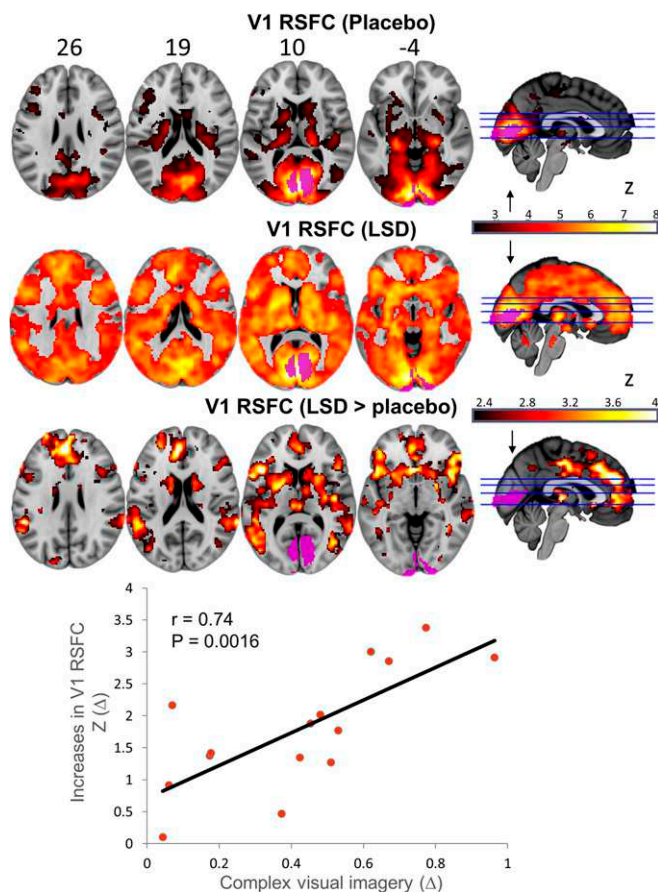 V1 RSFC (Placebo)
26 19 10 -4
Z
3 4 5 6 7 8
V1 RSFC (LSD)
Z
2.4 2.8 3.2 3.6 4
V1 RSFC (LSD > placebo)
4
3.5
3
2.5
2
1.5
1
0.5
0
r = 0.74
P = 0.0016
Increases in V1 RSFC
Z (Δ)
0 0.2 0.4 0.6 0.8 1
Complex visual imagery (Δ)